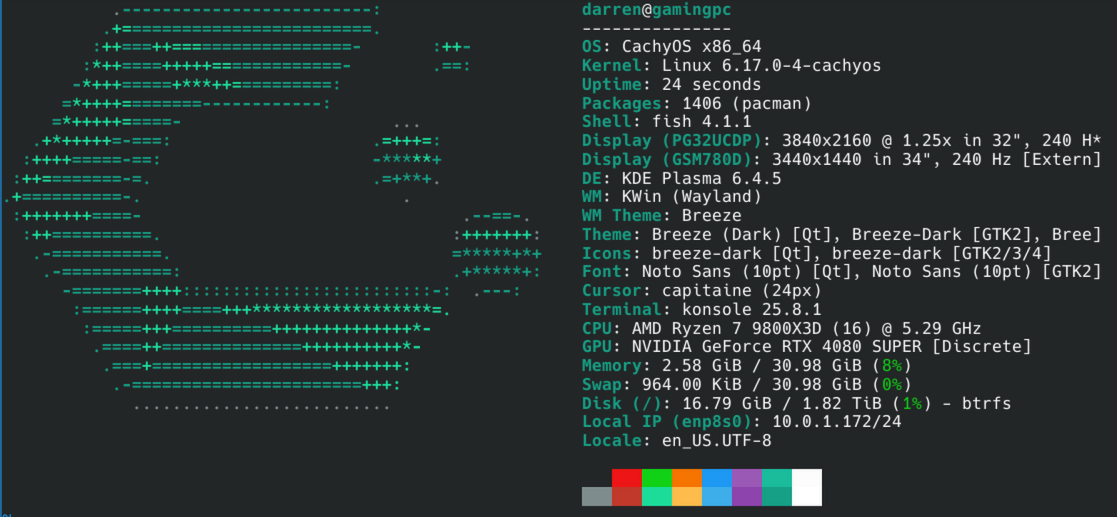 darren@gamingpc
---------------
OS: CachyOS x86_64
Kernel: Linux 6.17.0-4-cachyos
Uptime: 24 seconds
Packages: 1406 (pacman)
Shell: fish 4.1.1
Display (PG32UCDP): 3840x2160 @ 1.25x in 32", 240 H*
Display (GSM780D): 3440x1440 in 34", 240 Hz [Extern]
DE: KDE Plasma 6.4.5
WM: KWin (Wayland)
WM Theme: Breeze
Theme: Breeze (Dark) [Qt], Breeze-Dark [GTK2], Bree]
Icons: breeze-dark [Qt], breeze-dark [GTK2/3/4]
Font: Noto Sans (10pt) [Qt], Noto Sans (10pt) [GTK2]
Cursor: capitaine (24px)
Terminal: konsole 25.8.1
CPU: AMD Ryzen 7 9800X3D (16) @ 5.29 GHz
GPU: NVIDIA GeForce RTX 4080 SUPER [Discrete]
Memory: 2.58 GiB / 30.98 GiB (8%)
Swap: 964.00 KiB / 30.98 GiB (0%)
Disk (/): 16.79 GiB / 1.82 TiB (1%) - btrfs
Local IP (enp8s0): 10.0.1.172/24
Locale: en_US.UTF-8